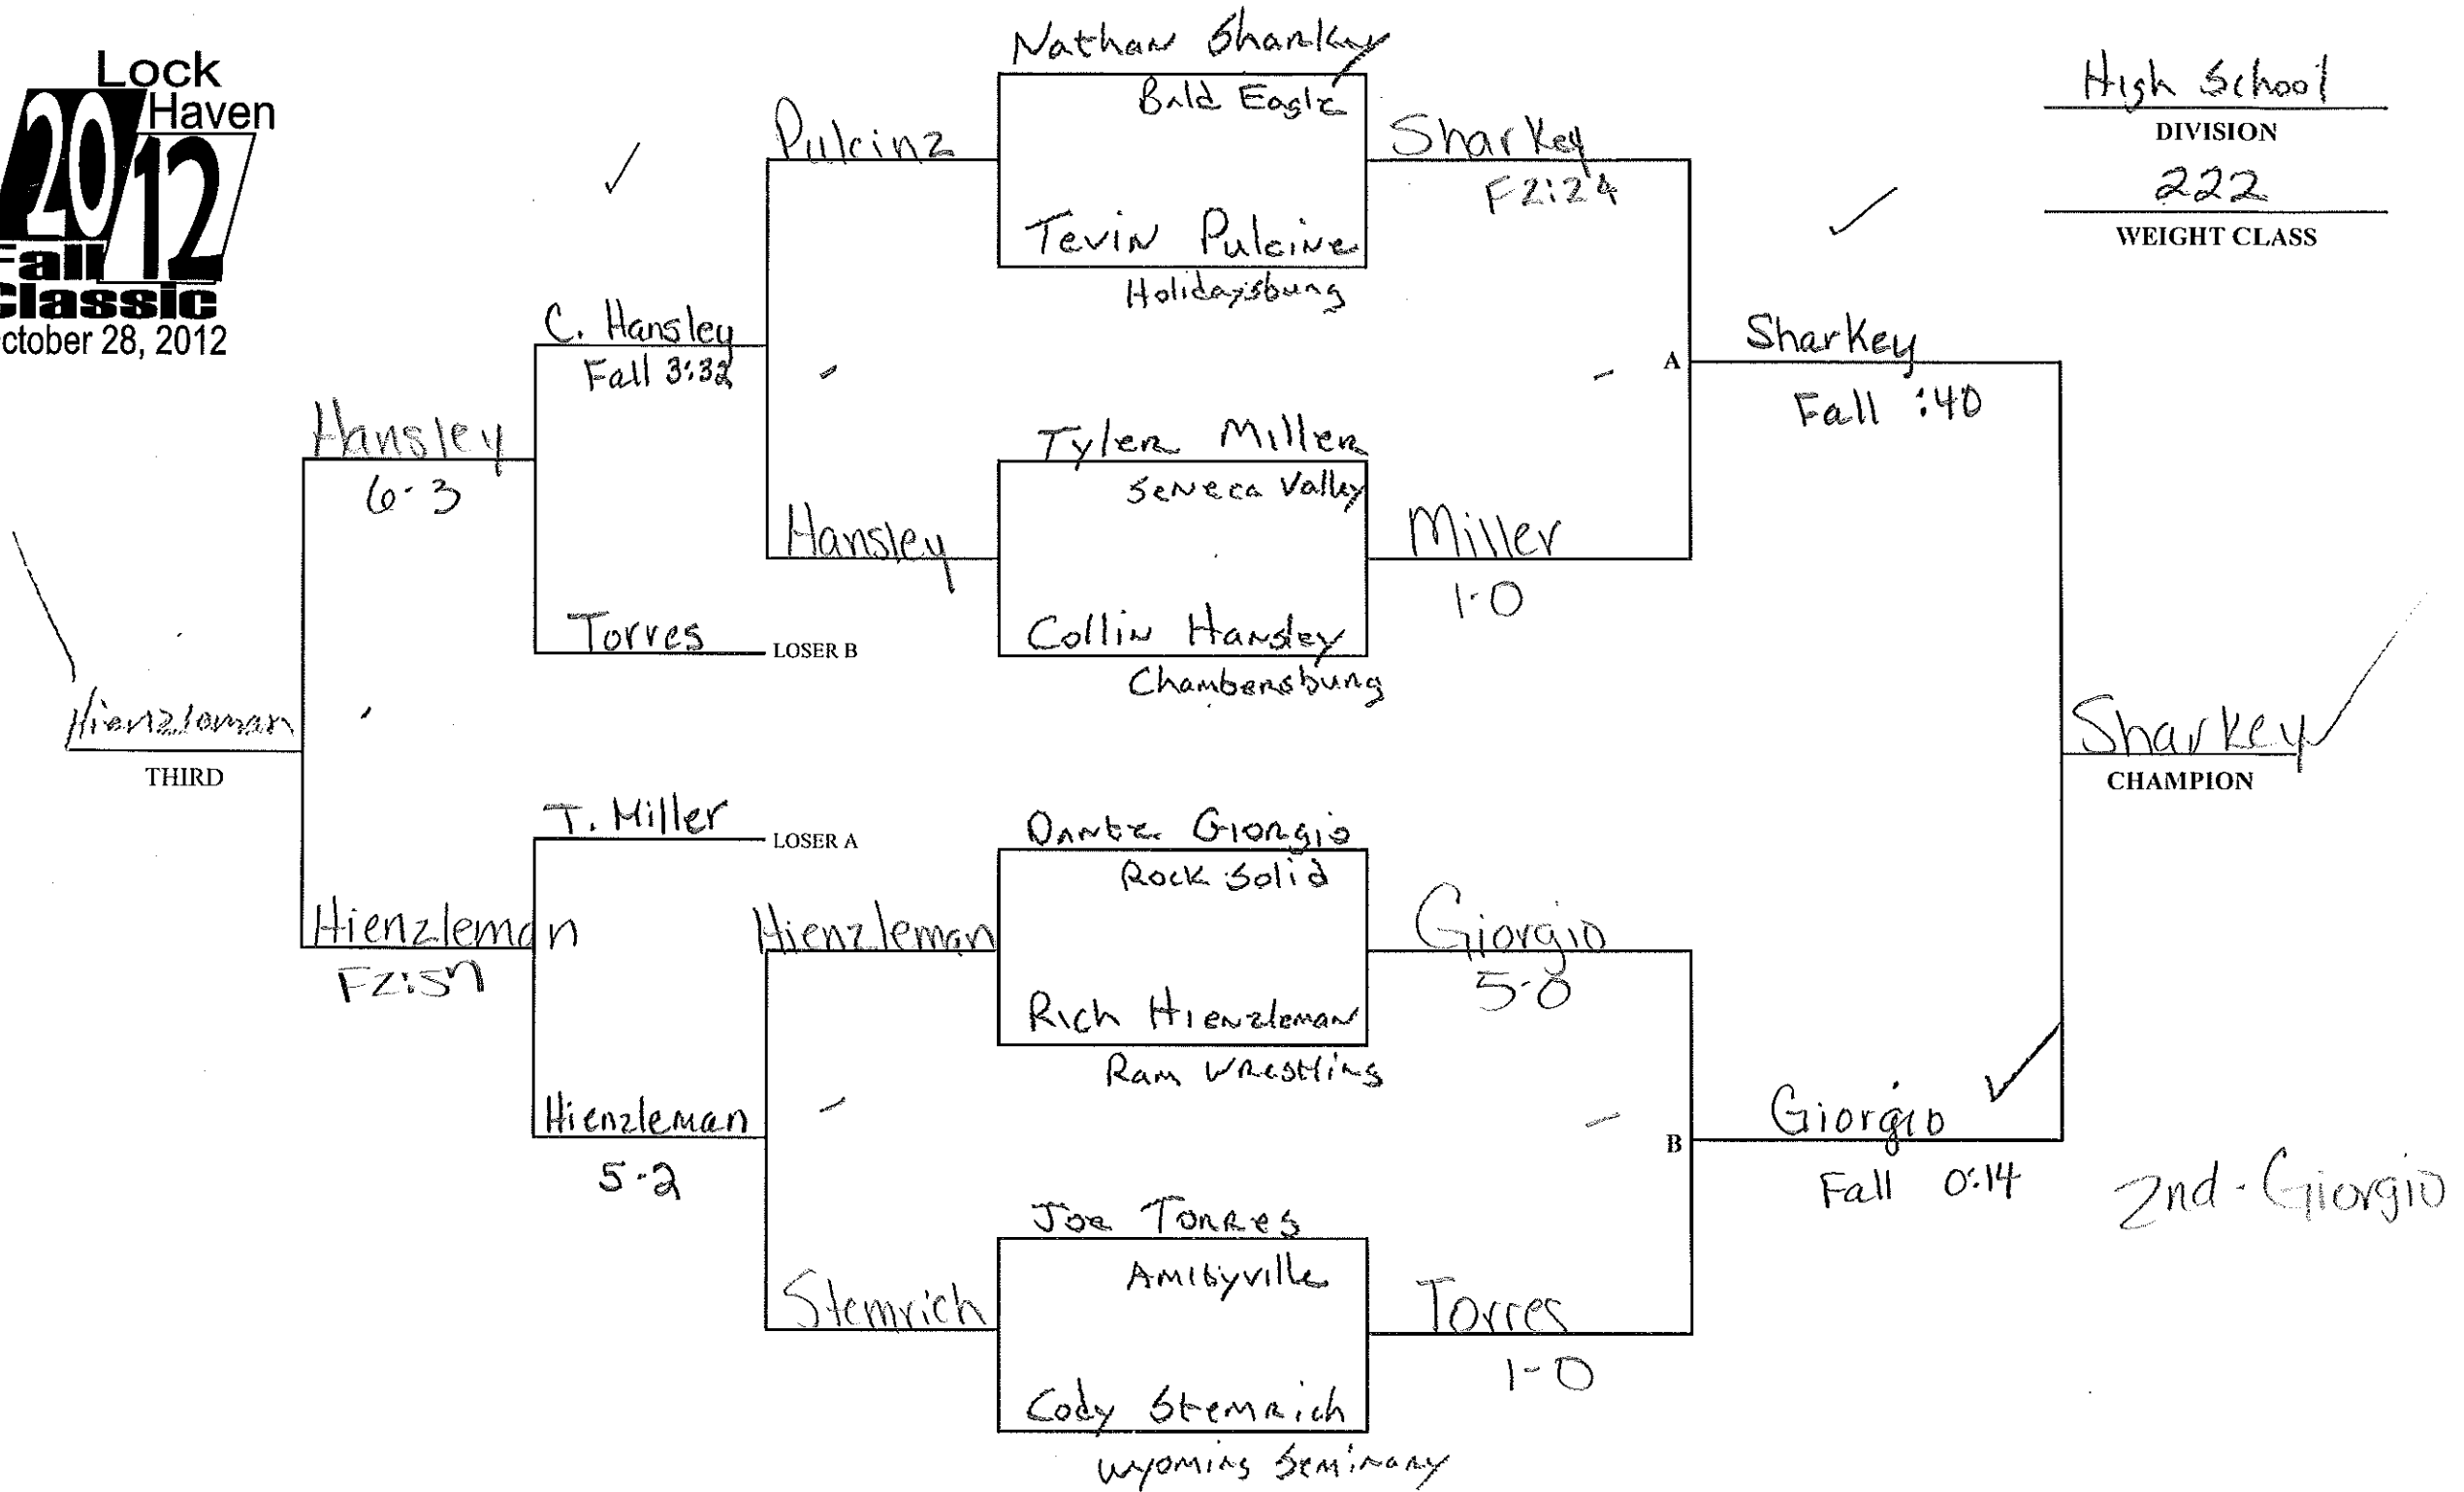 Lock
Haven
2012
Fall
Classic
ctober 28, 2012
High School
DIVISION
222
WEIGHT CLASS
Nathan Sharkey
Bald Eagle
Tevin Pulcine
Holidaysburg
Tyler Miller
Seneca Valley
Collin Hansley
Chambersburg
Dante Giorgio
Rock Solid
Rich Hienzleman
Ram Wrestling
Joe Torres
Amityville
Cody Stemrich
Wyoming Seminary
Sharkey
F2:24
Miller
1-0
Giorgio
5-0
Torres
1-0
A
Sharkey
Fall :40
B
Giorgio
Fall 0:14
Sharkey
CHAMPION
2nd - Giorgio
Pulcine
Hansley
Hienzleman
Stemrich
C. Hansley
Fall 3:32
Torres
LOSER B
T. Miller
LOSER A
Hienzleman
5-2
Hansley
6-3
Hienzleman
F2:57
Hienzleman
THIRD